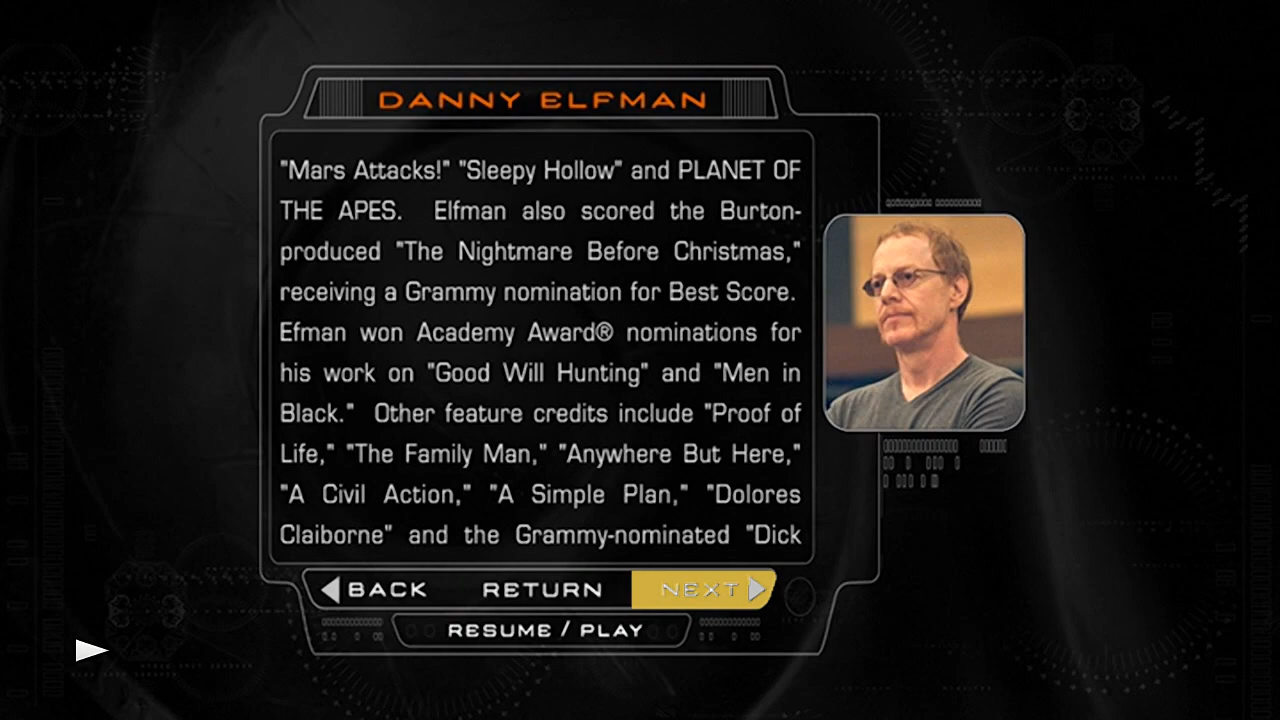 DANNY ELFMAN
"Mars Attacks!" "Sleepy Hollow" and PLANET OF
THE APES. Elfman also scored the Burton-
produced "The Nightmare Before Christmas,"
receiving a Grammy nomination for Best Score.
Efman won Academy Award® nominations for
his work on "Good Will Hunting" and "Men in
Black." Other feature credits include "Proof of
Life," "The Family Man," "Anywhere But Here,"
"A Civil Action," "A Simple Plan," "Dolores
Claiborne" and the Grammy-nominated "Dick
BACK RETURN NEXT
RESUME / PLAY